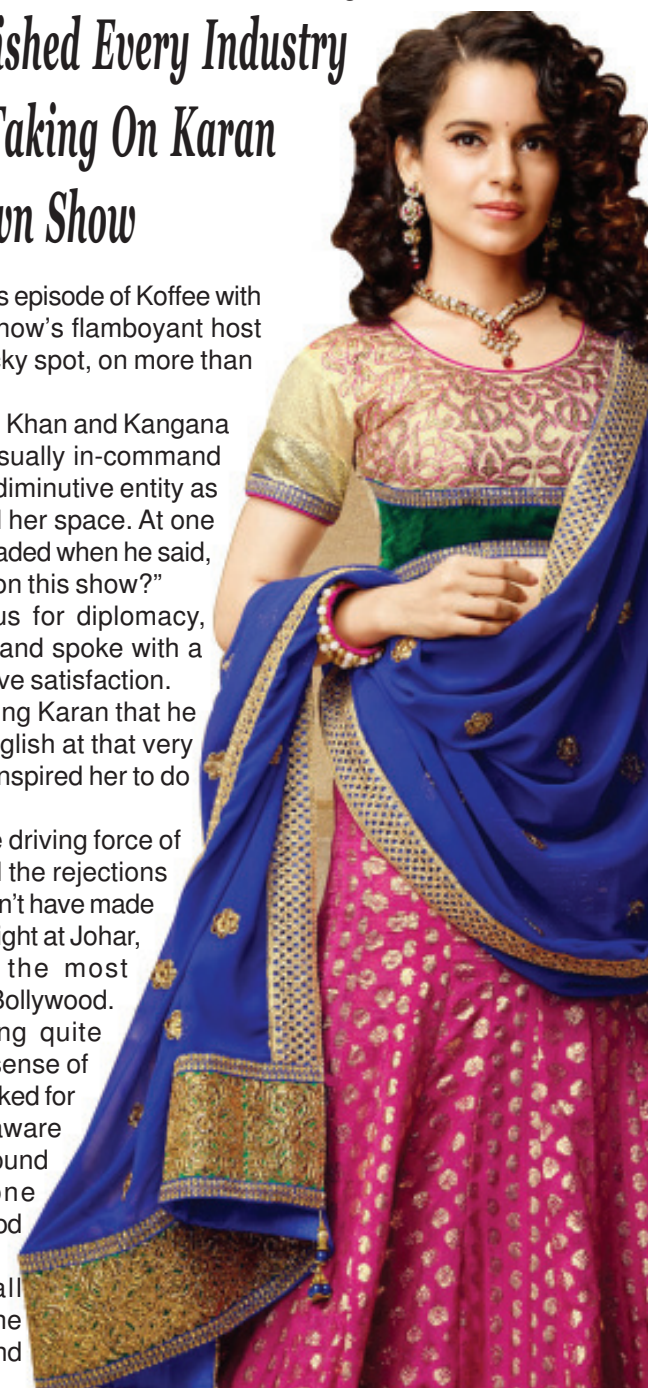 ished Every Industry
Taking On Karan
wn Show
s episode of Koffee with
how's flamboyant host
ky spot, on more than
Khan and Kangana
sually in-command
diminutive entity as
her space. At one
aded when he said,
on this show?”
us for diplomacy,
and spoke with a
ve satisfaction.
ng Karan that he
glish at that very
nspired her to do
e driving force of
the rejections
n't have made
ight at Johar,
the most
Bollywood.
ng quite
sense of
ked for
aware
ound
one
od
all
he
nd